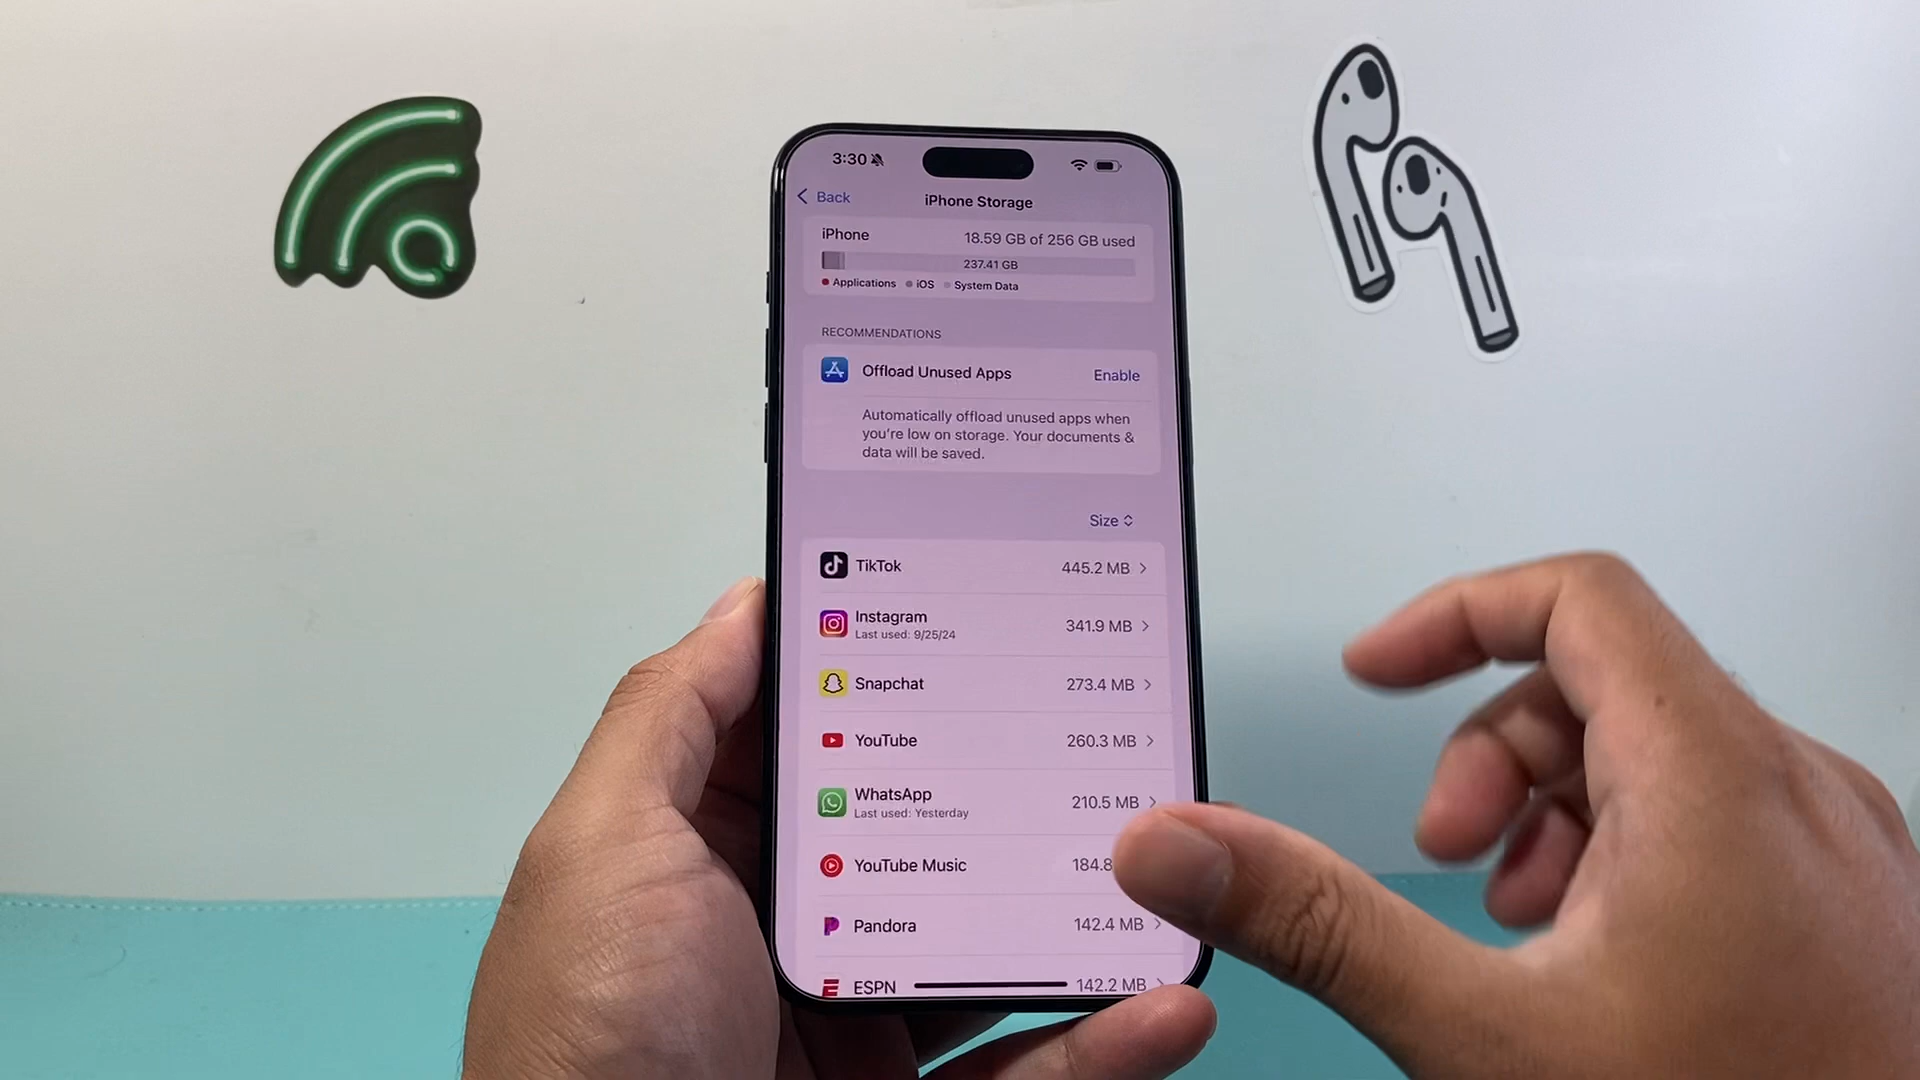 3:30
Back
iPhone Storage
iPhone 18.59 GB of 256 GB used
237.41 GB
Applications iOS System Data
RECOMMENDATIONS
Offload Unused Apps Enable
Automatically offload unused apps when
you're low on storage. Your documents &
data will be saved.
Size
TikTok 445.2 MB
Instagram 341.9 MB
Last used: 9/25/24
Snapchat 273.4 MB
YouTube 260.3 MB
WhatsApp 210.5 MB
Last used: Yesterday
YouTube Music 184.8
Pandora 142.4 MB
ESPN 142.2 MB